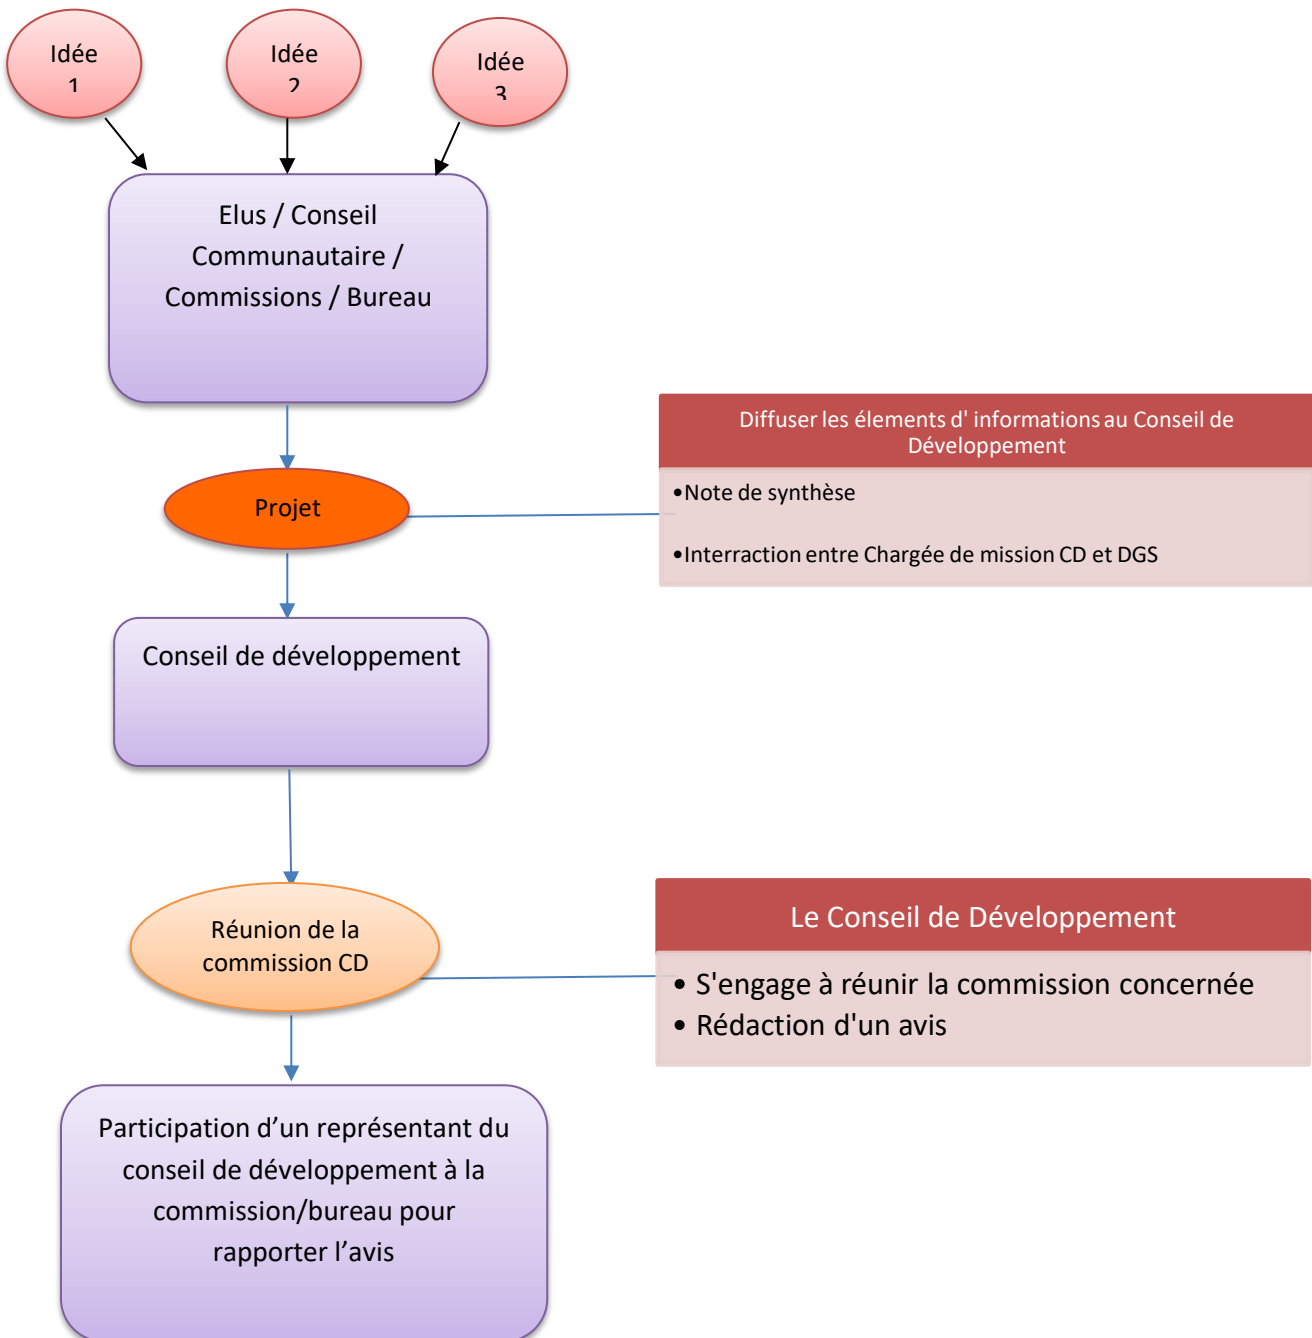 Idée
1
Idée
2
Idée
3
Elus / Conseil
Communautaire /
Commissions / Bureau
Diffuser les élements d' informations au Conseil de
Développement
•Note de synthèse
•Interraction entre Chargée de mission CD et DGS
Projet
Conseil de développement
Réunion de la
commission CD
Le Conseil de Développement
• S'engage à réunir la commission concernée
• Rédaction d'un avis
Participation d’un représentant du
conseil de développement à la
commission/bureau pour
rapporter l’avis